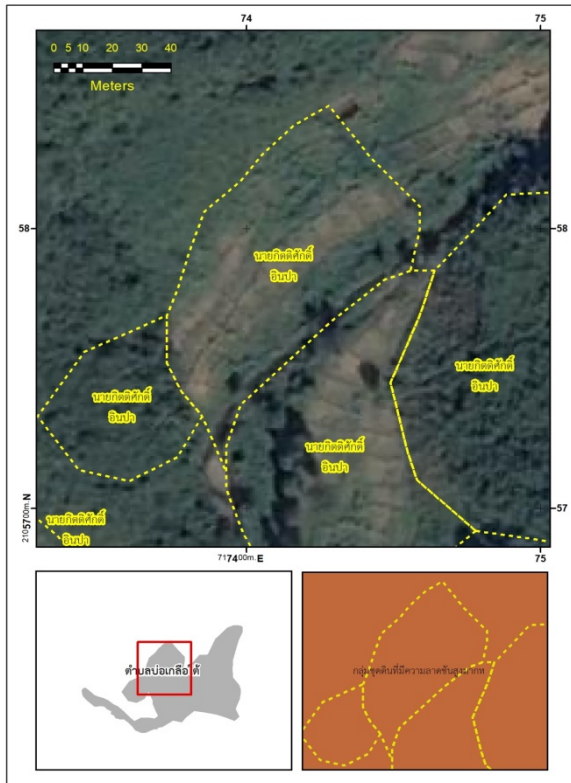 74 75
0 5 10 20 30 40
Meters
58 58
นายกิตติศักดิ์
อินปา
นายกิตติศักดิ์
อินปา
นายกิตติศักดิ์
อินปา
นายกิตติศักดิ์
อินปา
นายกิตติศักดิ์
อินปา
2105700m N
57
717400m. E
75
ตำบลบ่อเกลือใต้
กลุ่มชุดดินที่มีความลาดชันสูงมากห